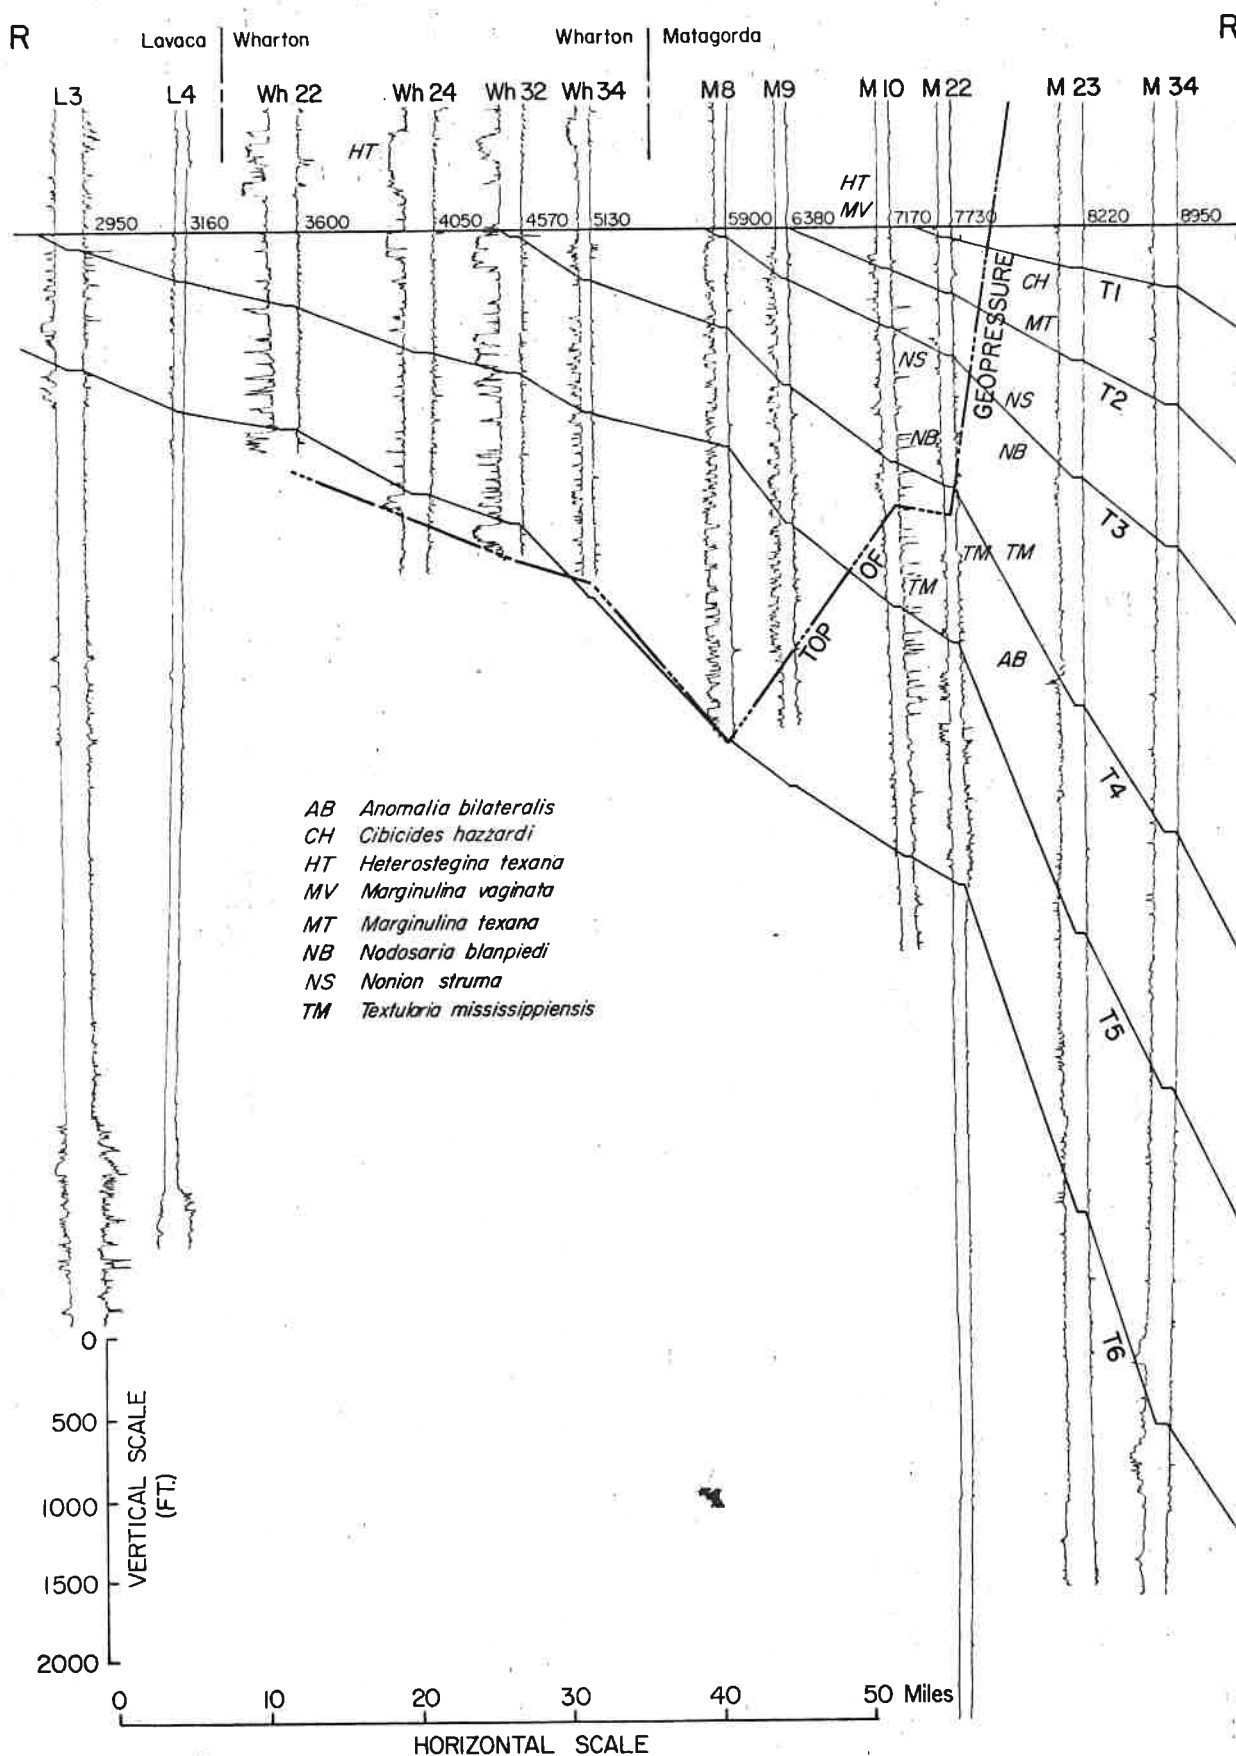 R R
Lavaca Wharton Wharton Matagorda
L3 L4 Wh 22 Wh 24 Wh 32 Wh 34 M8 M9 M 10 M 22 M 23 M 34
HT
HT
MV
2950 3160 3600 4050 4570 5130 5900 6380 7170 7730 8220 8950
CH T1
MT
NS NS T2
NB NB
T3
TM TM TM
AB
T4
T5
T6
TOP OF GEOPRESSURE
AB Anomalia bilateralis
CH Cibicides hazzardi
HT Heterostegina texana
MV Marginulina vaginata
MT Marginulina texana
NB Nodosaria blanpiedi
NS Nonion struma
TM Textularia mississippiensis
0
500
1000
1500
2000
VERTICAL SCALE
(FT.)
0 10 20 30 40 50 Miles
HORIZONTAL SCALE